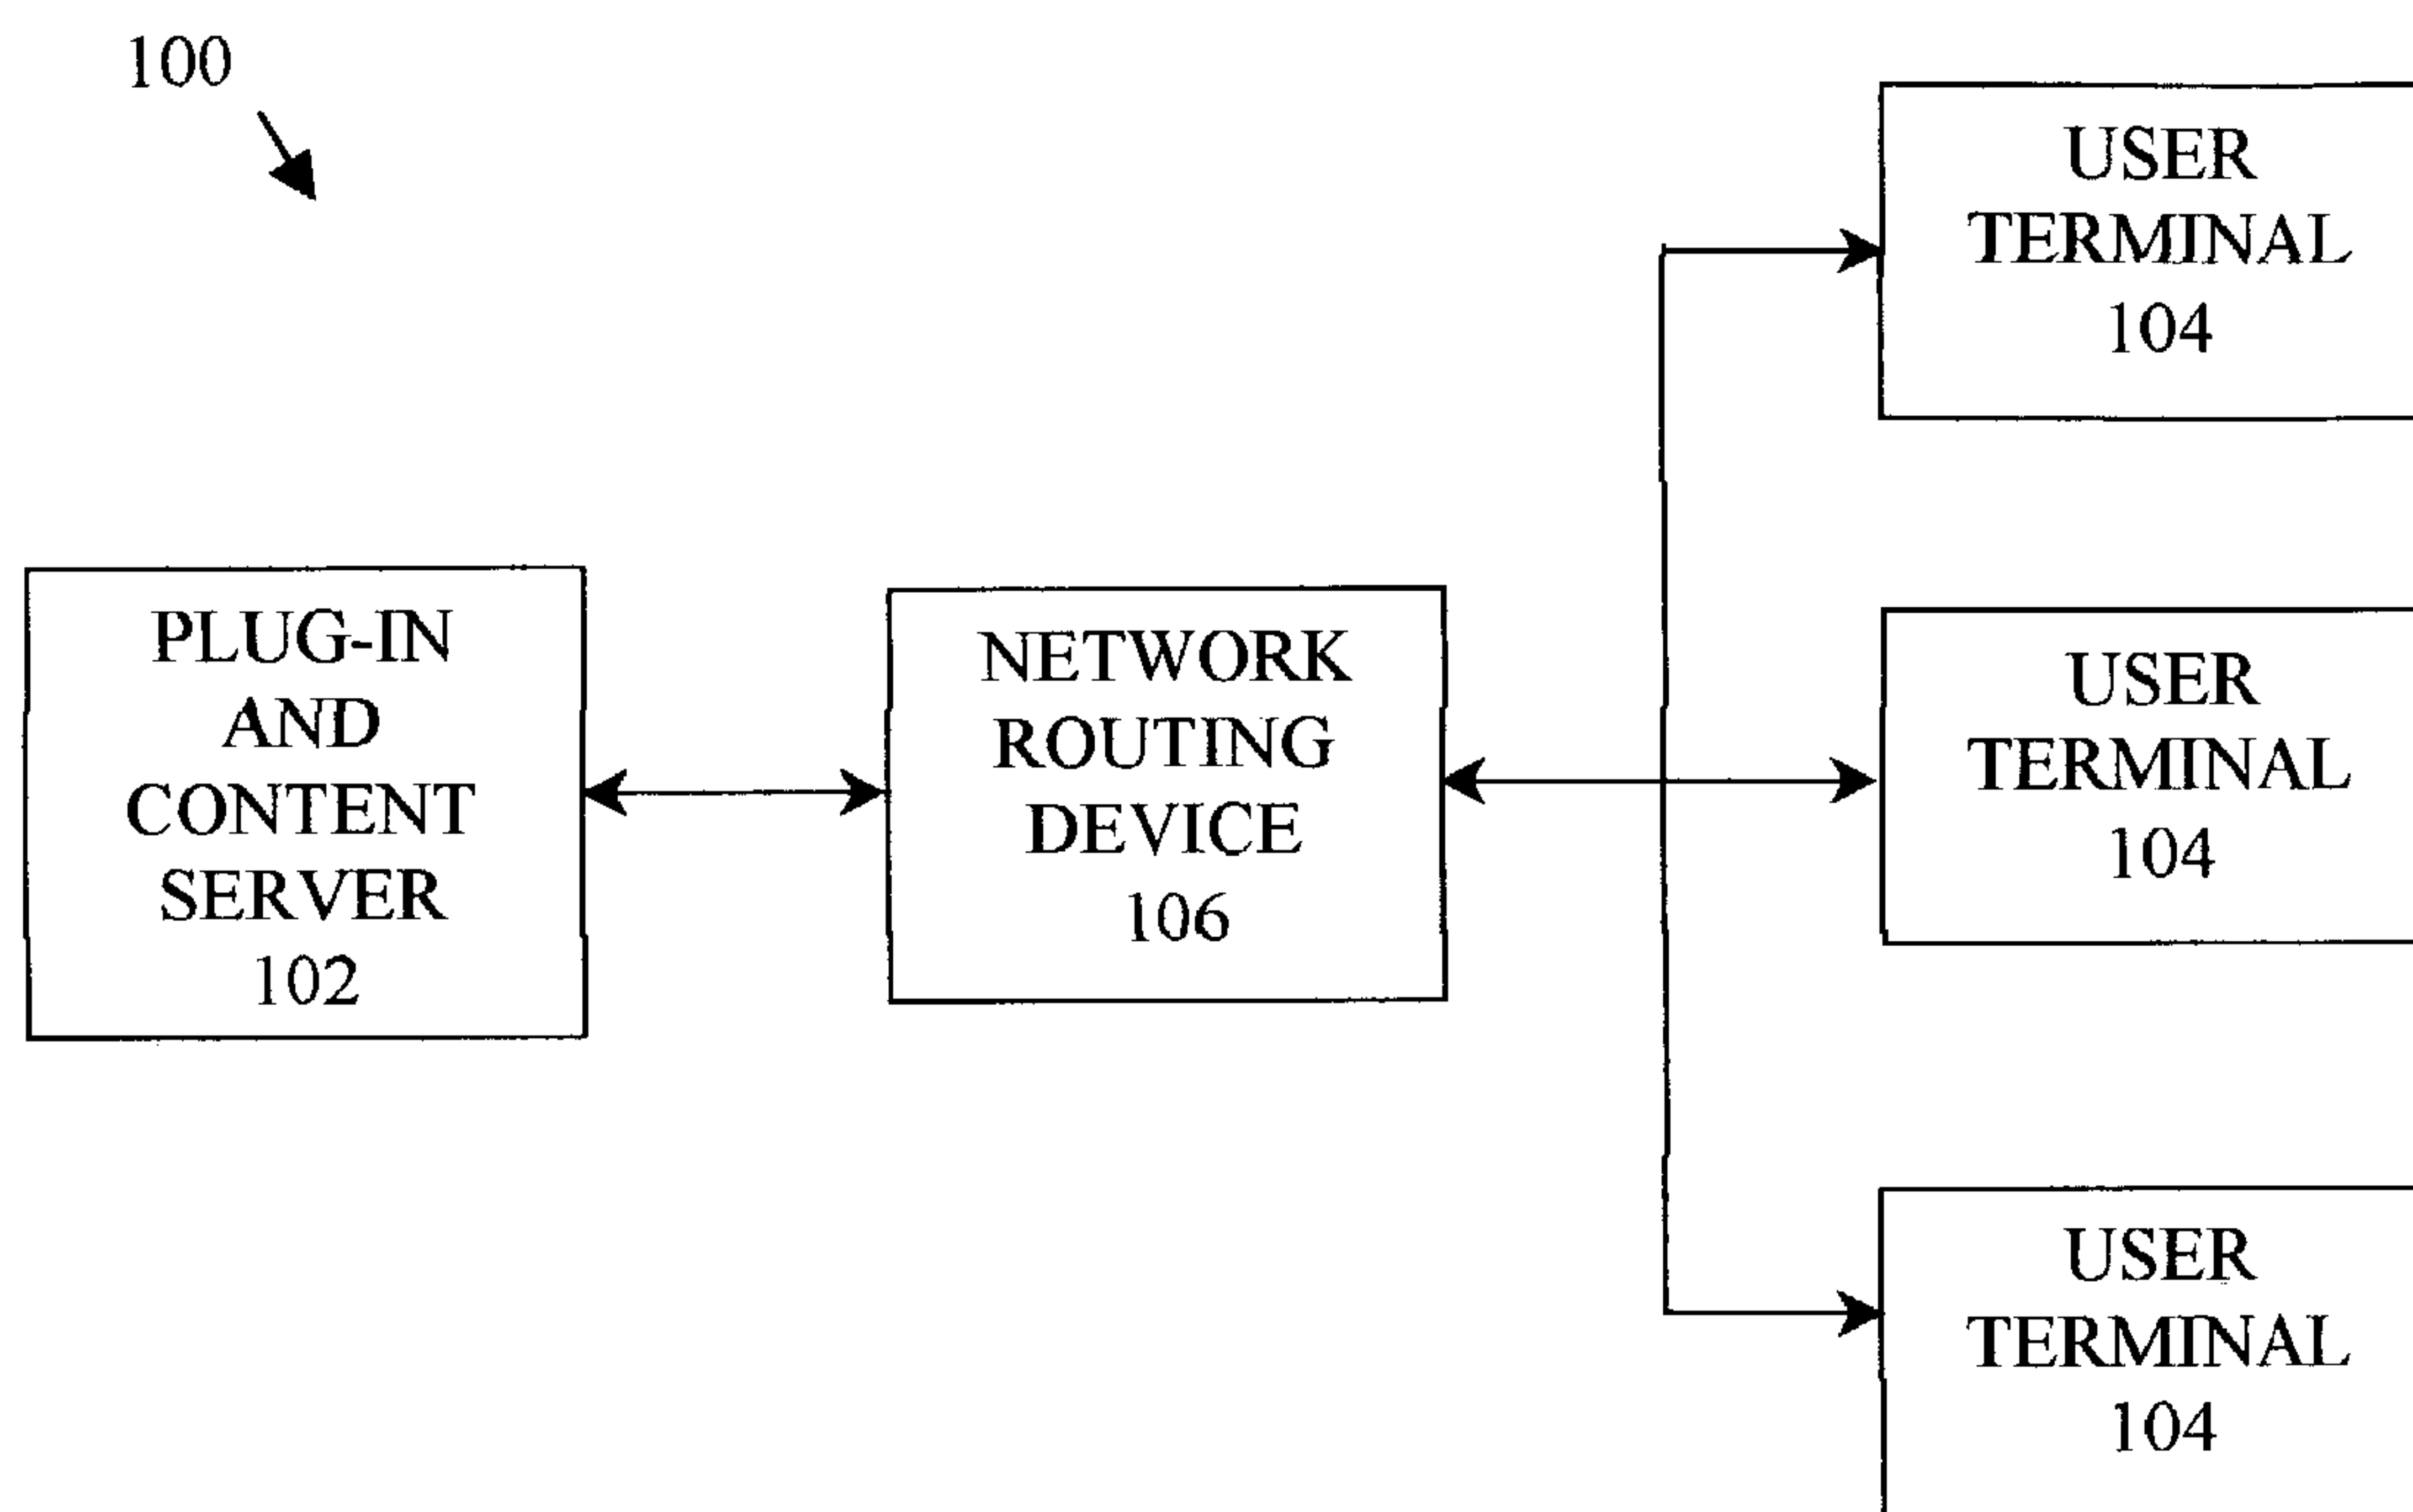 100
USER
TERMINAL
104
PLUG-IN
AND
CONTENT
SERVER
102
NETWORK
ROUTING
DEVICE
106
USER
TERMINAL
104
USER
TERMINAL
104